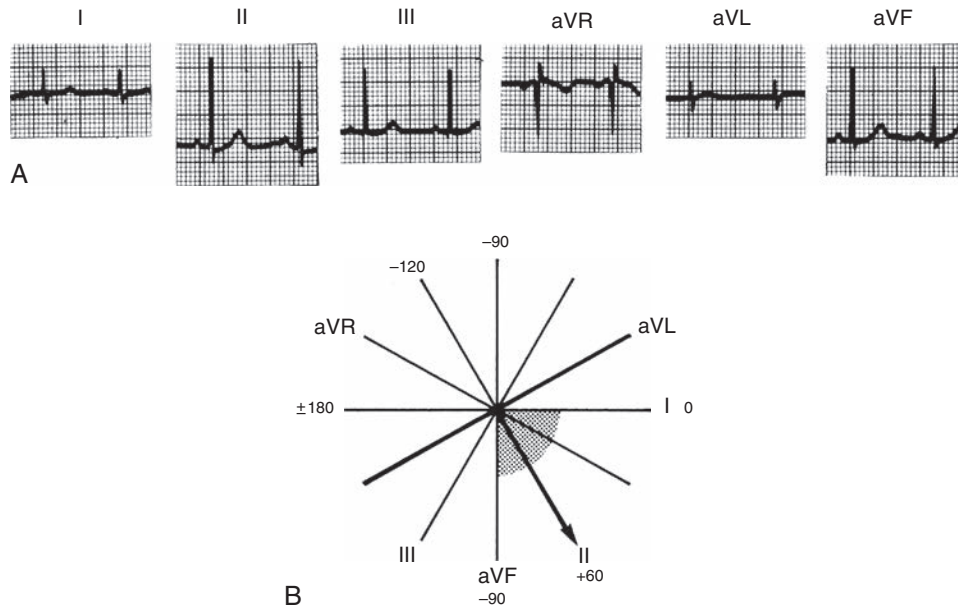 I II III aVR aVL aVF
A
–90
–120
aVR aVL
±180 I 0
III II
aVF +60
–90
B